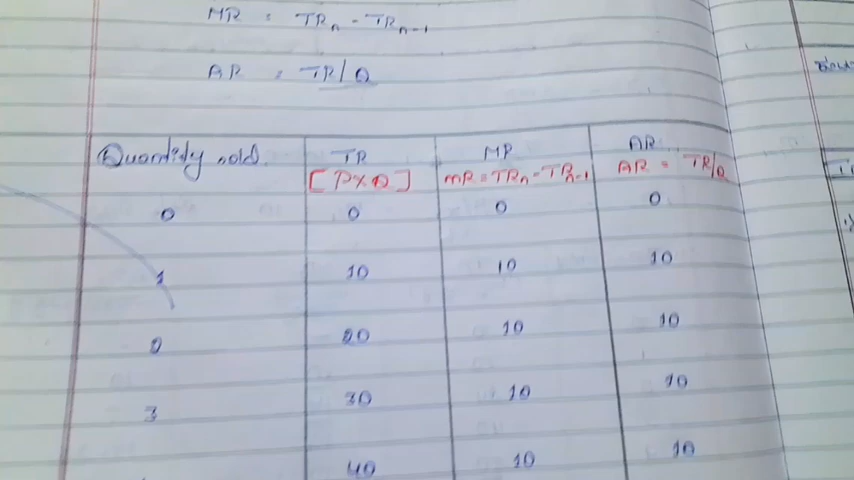 MR = TRn - TRn-1
AR = TR/Q
Quantity sold. TR MR AR
[P×Q] MR = TRn - TRn-1 AR = TR/Q
0 0 0 0
1 10 10 10
2 20 10 10
3 30 10 10
40 10 10